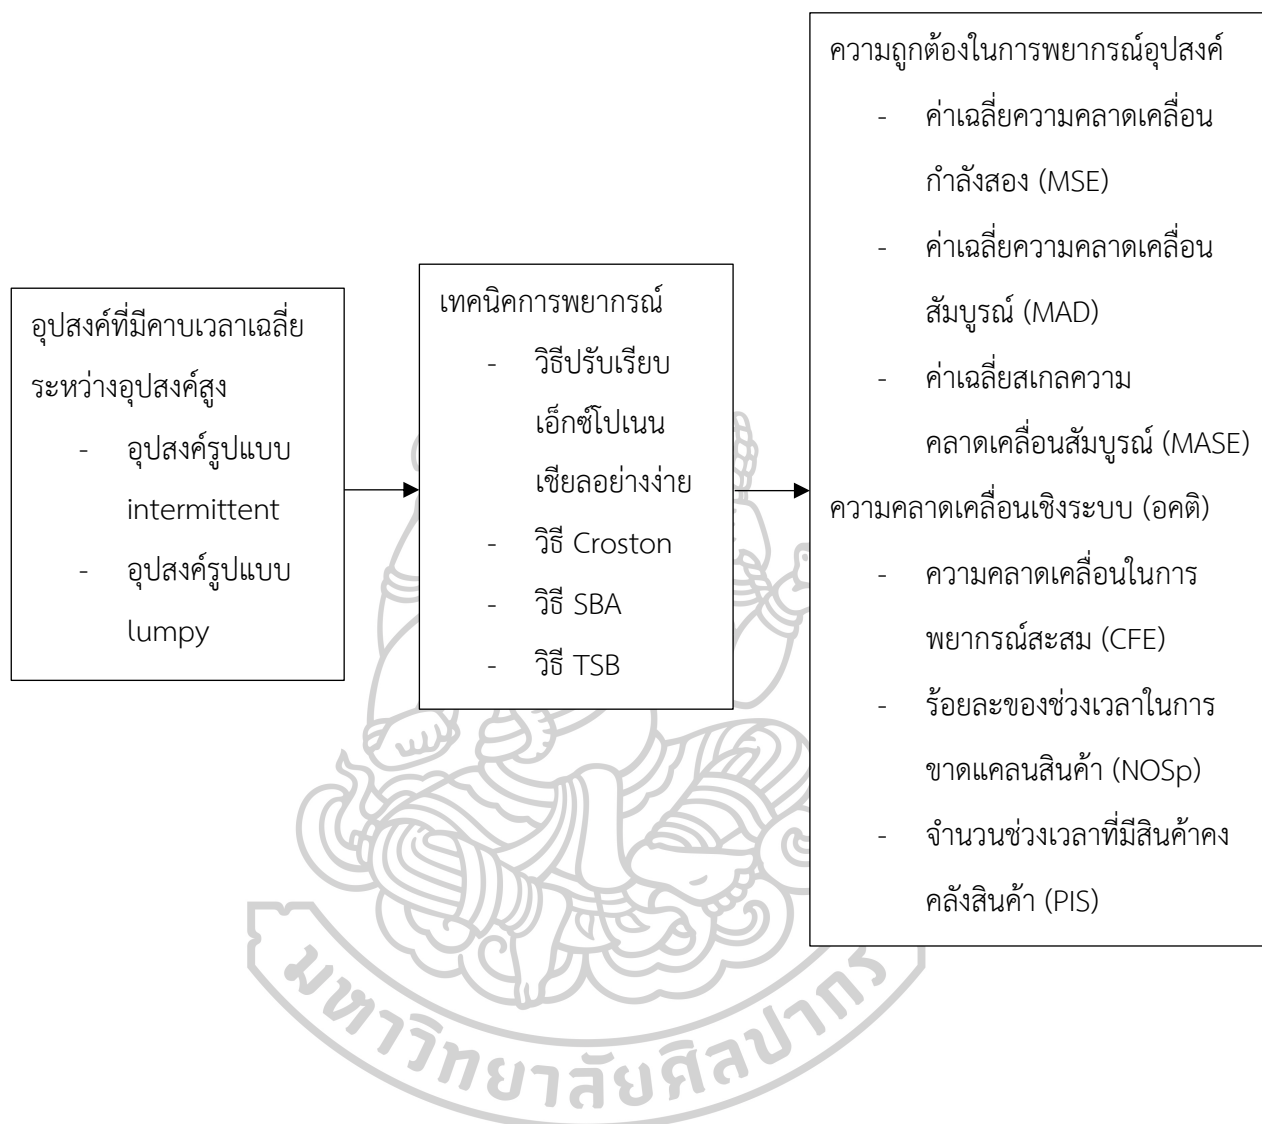 อุปสงค์ที่มีคาบเวลาเฉลี่ย
ระหว่างอุปสงค์สูง
- อุปสงค์รูปแบบ
intermittent
- อุปสงค์รูปแบบ
lumpy
เทคนิคการพยากรณ์
- วิธีปรับเรียบ
เอ็กซ์โปเนน
เชียลอย่างง่าย
- วิธี Croston
- วิธี SBA
- วิธี TSB
ความถูกต้องในการพยากรณ์อุปสงค์
- ค่าเฉลี่ยความคลาดเคลื่อน
กำลังสอง (MSE)
- ค่าเฉลี่ยความคลาดเคลื่อน
สัมบูรณ์ (MAD)
- ค่าเฉลี่ยสเกลความ
คลาดเคลื่อนสัมบูรณ์ (MASE)
ความคลาดเคลื่อนเชิงระบบ (อคติ)
- ความคลาดเคลื่อนในการ
พยากรณ์สะสม (CFE)
- ร้อยละของช่วงเวลาในการ
ขาดแคลนสินค้า (NOSp)
- จำนวนช่วงเวลาที่มีสินค้าคง
คลังสินค้า (PIS)
มหาวิทยาลัยศิลปากร